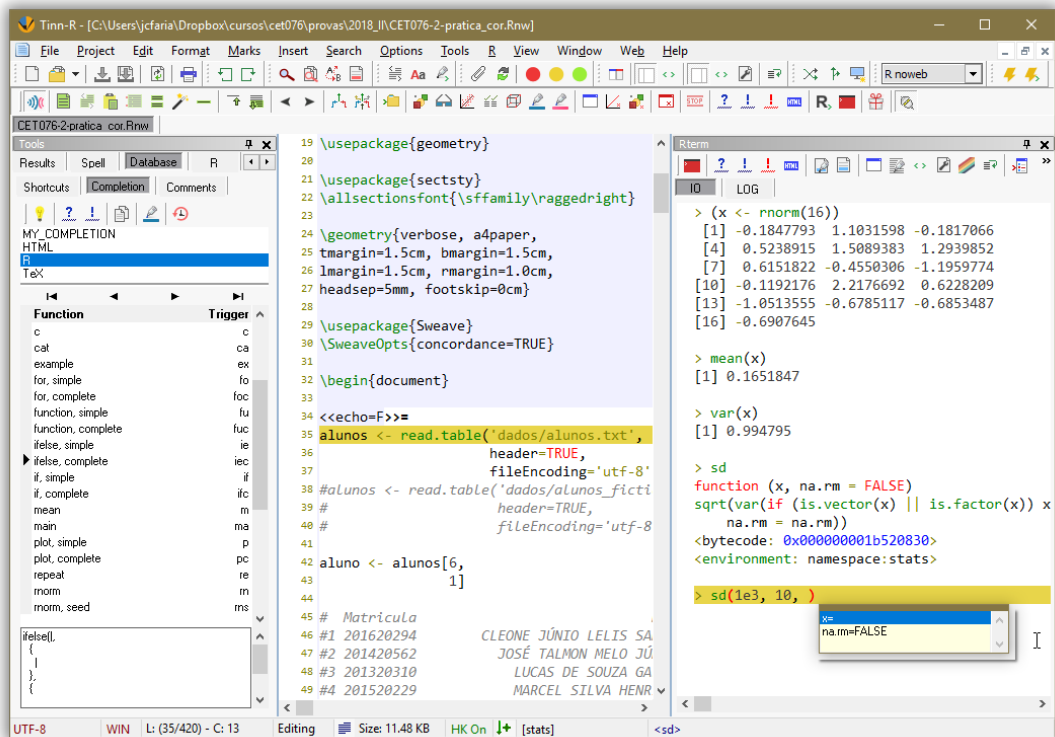 Tinn-R - [C:\Users\jcfaria\Dropbox\cursos\cet076\provas\2018_II\CET076-2-pratica_cor.Rnw]
File Project Edit Format Marks Insert Search Options Tools R View Window Web Help
R noweb
CET076-2-pratica_cor.Rnw
Tools
Results Spell Database R
Shortcuts Completion Comments
MY_COMPLETION
HTML
R
TeX
Function Trigger
c c
cat ca
example ex
for, simple fo
for, complete foc
function, simple fu
function, complete fuc
ifelse, simple ie
ifelse, complete iec
if, simple if
if, complete ifc
mean m
main ma
plot, simple p
plot, complete pc
repeat re
rnorm rn
rnorm, seed rns
ifelse(|,
{
|
},
{
19 \usepackage{geometry}
20
21 \usepackage{sectsty}
22 \allsectionsfont{\sffamily\raggedright}
23
24 \geometry{verbose, a4paper,
25 tmargin=1.5cm, bmargin=1.5cm,
26 lmargin=1.5cm, rmargin=1.0cm,
27 headsep=5mm, footskip=0cm}
28
29 \usepackage{Sweave}
30 \SweaveOpts{concordance=TRUE}
31
32 \begin{document}
33
34 <<echo=F>>=
35 alunos <- read.table('dados/alunos.txt',
36 header=TRUE,
37 fileEncoding='utf-8'
38 #alunos <- read.table('dados/alunos_ficti
39 # header=TRUE,
40 # fileEncoding='utf-8
41
42 aluno <- alunos[6,
43 1]
44
45 # Matricula
46 #1 201620294 CLEONE JÚNIO LELIS SA
47 #2 201420562 JOSÉ TALMON MELO JÚ
48 #3 201320310 LUCAS DE SOUZA GA
49 #4 201520229 MARCEL SILVA HENR
Rterm
IO LOG
> (x <- rnorm(16))
[1] -0.1847793 1.1031598 -0.1817066
[4] 0.5238915 1.5089383 1.2939852
[7] 0.6151822 -0.4550306 -1.1959774
[10] -0.1192176 2.2176692 0.6228209
[13] -1.0513555 -0.6785117 -0.6853487
[16] -0.6907645
> mean(x)
[1] 0.1651847
> var(x)
[1] 0.994795
> sd
function (x, na.rm = FALSE)
sqrt(var(if (is.vector(x) || is.factor(x)) x
na.rm = na.rm))
<bytecode: 0x000000001b520830>
<environment: namespace:stats>
> sd(1e3, 10, )
x=
na.rm=FALSE
UTF-8 WIN L: (35/420) - C: 13 Editing Size: 11.48 KB HK On [stats] <sd>